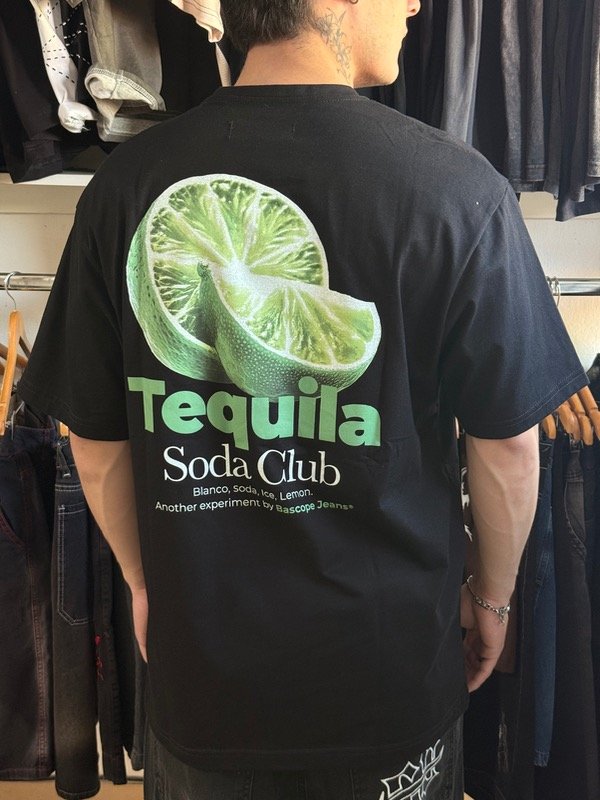 Tequila
Soda Club
Blanco, soda, Ice, Lemon.
Another experiment by Bascope Jeans®